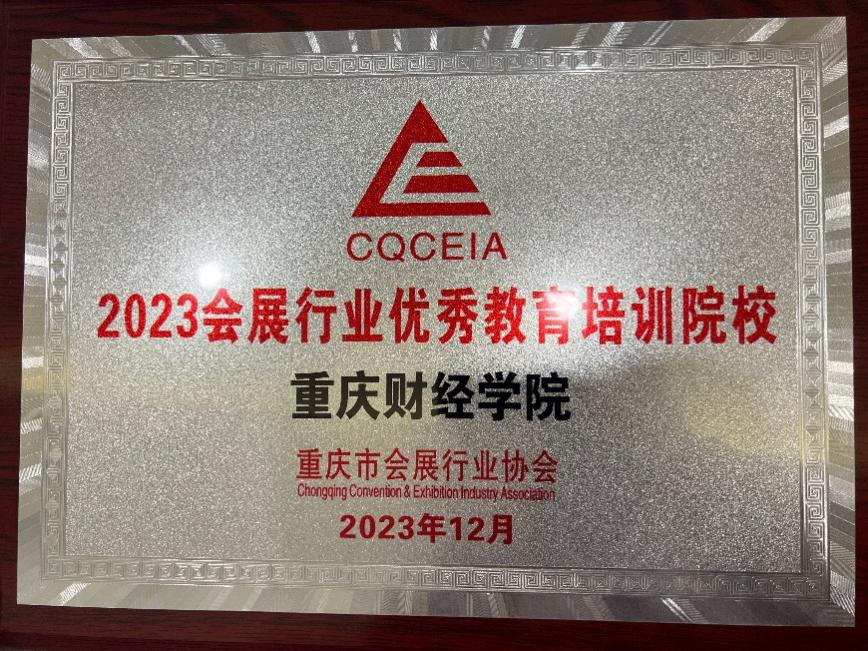 CQCEIA
2023会展行业优秀教育培训院校
重庆财经学院
重庆市会展行业协会
Chongqing Convention & Exhibition Industry Association
2023年12月